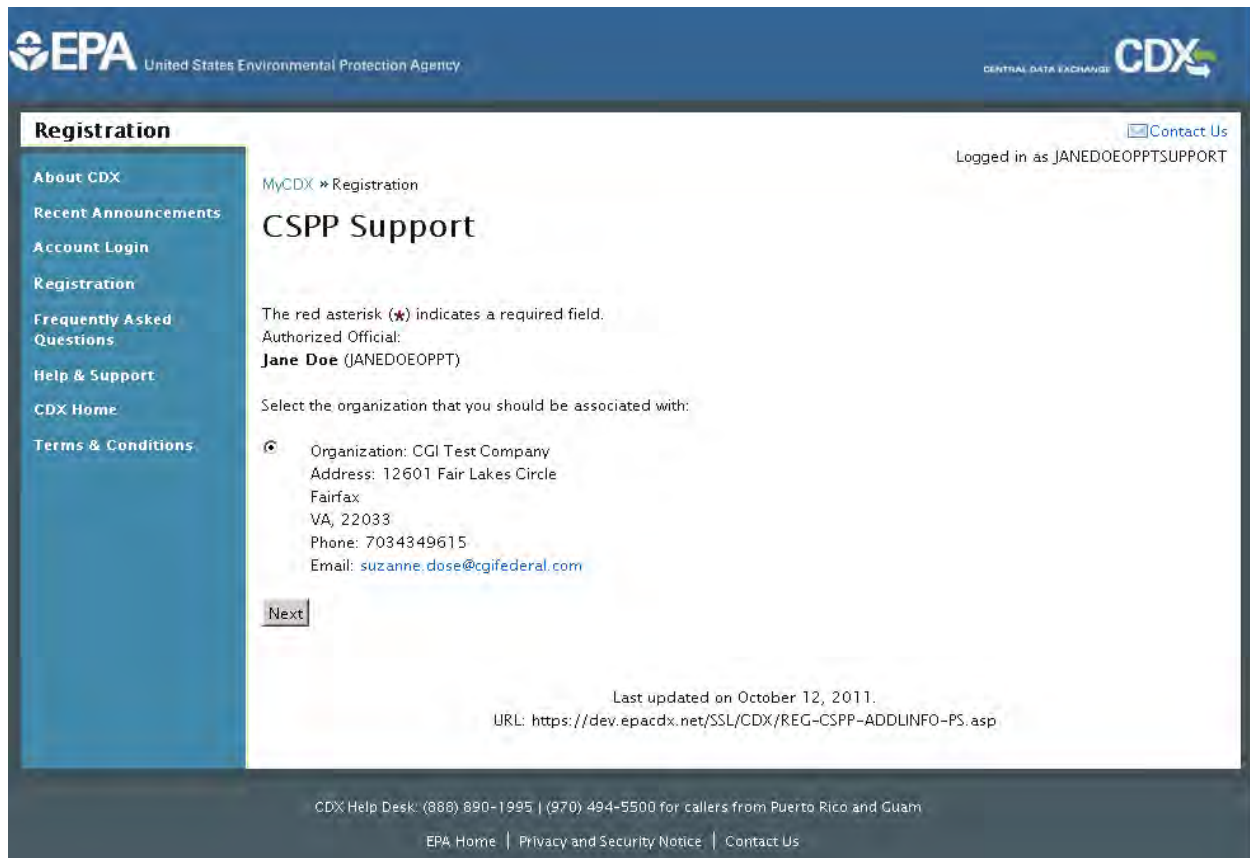 EPA United States Environmental Protection Agency
CENTRAL DATA EXCHANGE CDX
Registration
Contact Us
Logged in as JANEDOEOPPTSUPPORT
About CDX
Recent Announcements
Account Login
Registration
Frequently Asked
Questions
Help & Support
CDX Home
Terms & Conditions
MyCDX » Registration
CSPP Support
The red asterisk (*) indicates a required field.
Authorized Official:
Jane Doe (JANEDOEOPPT)
Select the organization that you should be associated with:
Organization: CGI Test Company
Address: 12601 Fair Lakes Circle
Fairfax
VA, 22033
Phone: 7034349615
Email: suzanne.dose@cgifederal.com
Next
Last updated on October 12, 2011.
URL: https://dev.epacdx.net/SSL/CDX/REG-CSPP-ADDLINFO-PS.asp
CDX Help Desk: (888) 890-1995 | (970) 494-5500 for callers from Puerto Rico and Guam
EPA Home | Privacy and Security Notice | Contact Us